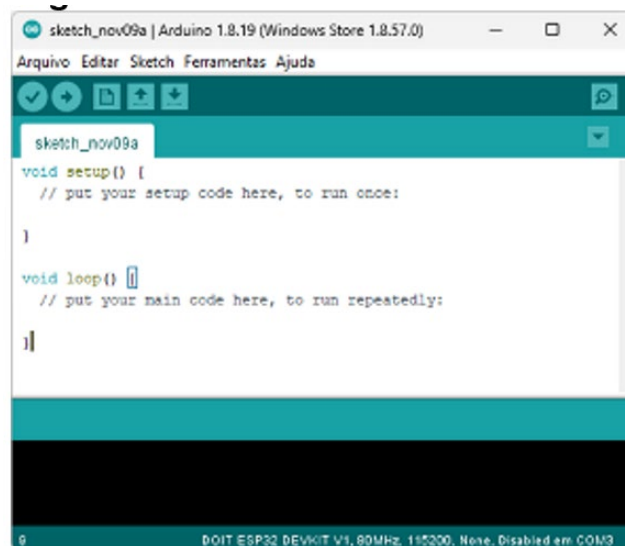 sketch_nov09a | Arduino 1.8.19 (Windows Store 1.8.57.0)
Arquivo Editar Sketch Ferramentas Ajuda
sketch_nov09a
void setup() {
// put your setup code here, to run once:
}
void loop() {
// put your main code here, to run repeatedly:
}
9 DOIT ESP32 DEVKIT V1, 80MHz, 115200, None, Disabled em COM3